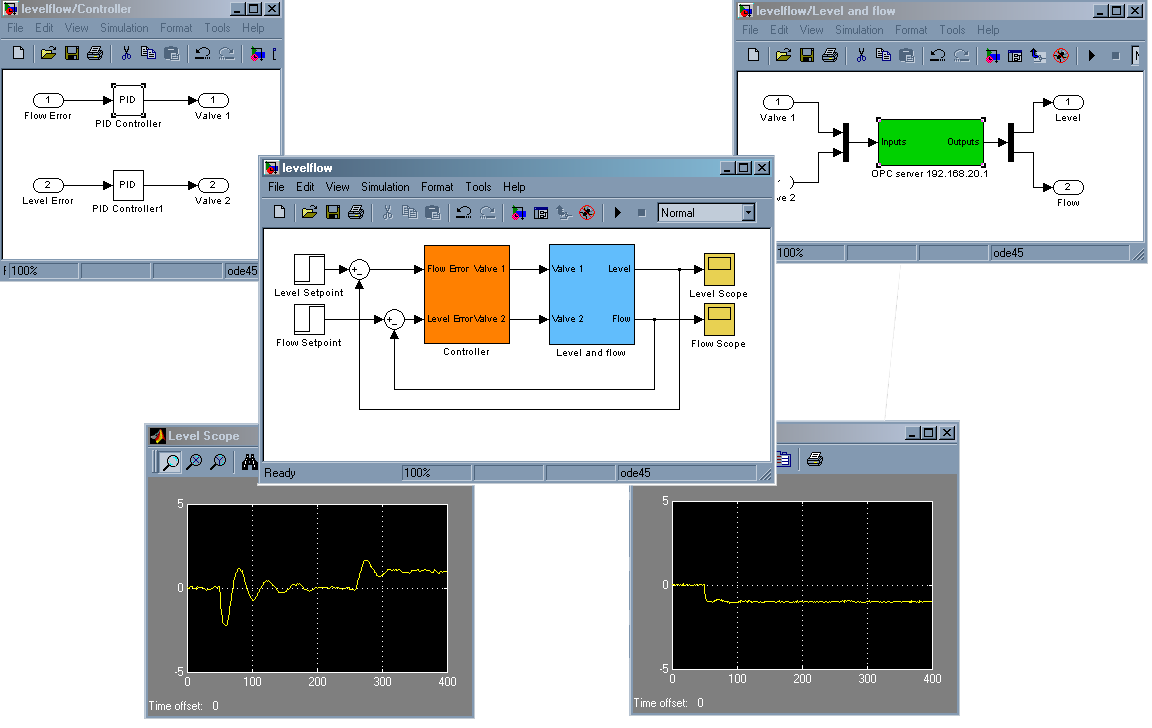 levelflow/Controller
File Edit View Simulation Format Tools Help
1
PID
1
Flow Error
PID Controller
Valve 1
2
PID
2
Level Error
PID Controller1
Valve 2
100%
ode45
levelflow/Level and flow
File Edit View Simulation Format Tools Help
1
Valve 1
Inputs
Outputs
OPC server 192.168.20.1
1
Level
2
Flow
e 2
100%
ode45
levelflow
File Edit View Simulation Format Tools Help
Normal
Level Setpoint
Flow Setpoint
Flow Error Valve 1
Level Error Valve 2
Controller
Valve 1 Level
Valve 2 Flow
Level and flow
Level Scope
Flow Scope
Ready
100%
ode45
Level Scope
5
0
-5
0 100 200 300 400
Time offset: 0
5
0
-5
0 100 200 300 400
Time offset: 0